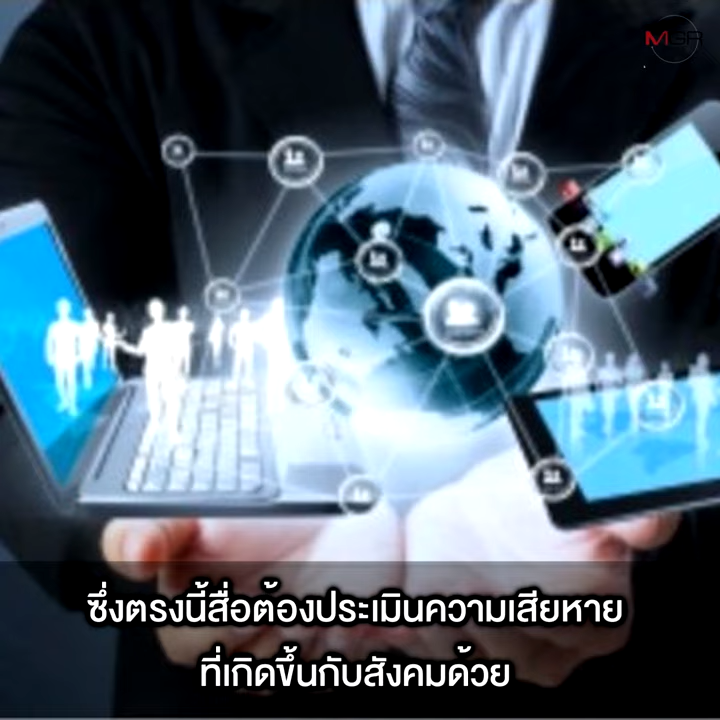 MGR
ซึ่งตรงนี้สื่อต้องประเมินความเสียหาย
ที่เกิดขึ้นกับสังคมด้วย